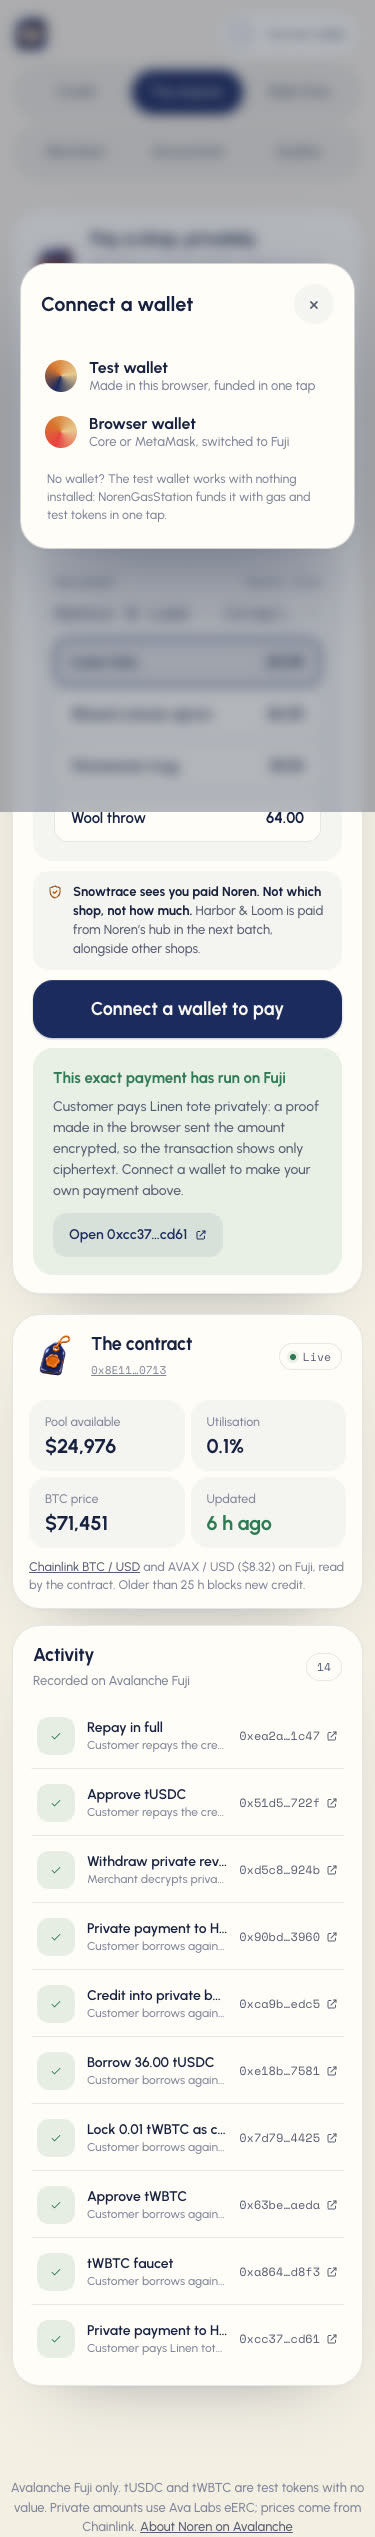 Connect a wallet
×
Test wallet
Made in this browser, funded in one tap
Browser wallet
Core or MetaMask, switched to Fuji
No wallet? The test wallet works with nothing
installed: NorenGasStation funds it with gas and
test tokens in one tap.
Wool throw 64.00
Snowtrace sees you paid Noren. Not which
shop, not how much. Harbor & Loom is paid
from Noren's hub in the next batch,
alongside other shops.
Connect a wallet to pay
This exact payment has run on Fuji
Customer pays Linen tote privately: a proof
made in the browser sent the amount
encrypted, so the transaction shows only
ciphertext. Connect a wallet to make your
own payment above.
Open 0xcc37…cd61
The contract
0x8E11…0713
Live
Pool available
$24,976
Utilisation
0.1%
BTC price
$71,451
Updated
6 h ago
Chainlink BTC / USD and AVAX / USD ($8.32) on Fuji, read
by the contract. Older than 25 h blocks new credit.
Activity
Recorded on Avalanche Fuji
14
Repay in full
Customer repays the cre…
0xea2a…1c47
Approve tUSDC
Customer repays the cre…
0x51d5…722f
Withdraw private rev…
Merchant decrypts priva…
0xd5c8…924b
Private payment to H…
Customer borrows again…
0x90bd…3960
Credit into private b…
Customer borrows again…
0xca9b…edc5
Borrow 36.00 tUSDC
Customer borrows again…
0xe18b…7581
Lock 0.01 tWBTC as c…
Customer borrows again…
0x7d79…4425
Approve tWBTC
Customer borrows again…
0x63be…aeda
tWBTC faucet
Customer borrows again…
0xa864…d8f3
Private payment to H…
Customer pays Linen tot…
0xcc37…cd61
Avalanche Fuji only. tUSDC and tWBTC are test tokens with no
value. Private amounts use Ava Labs eERC; prices come from
Chainlink. About Noren on Avalanche